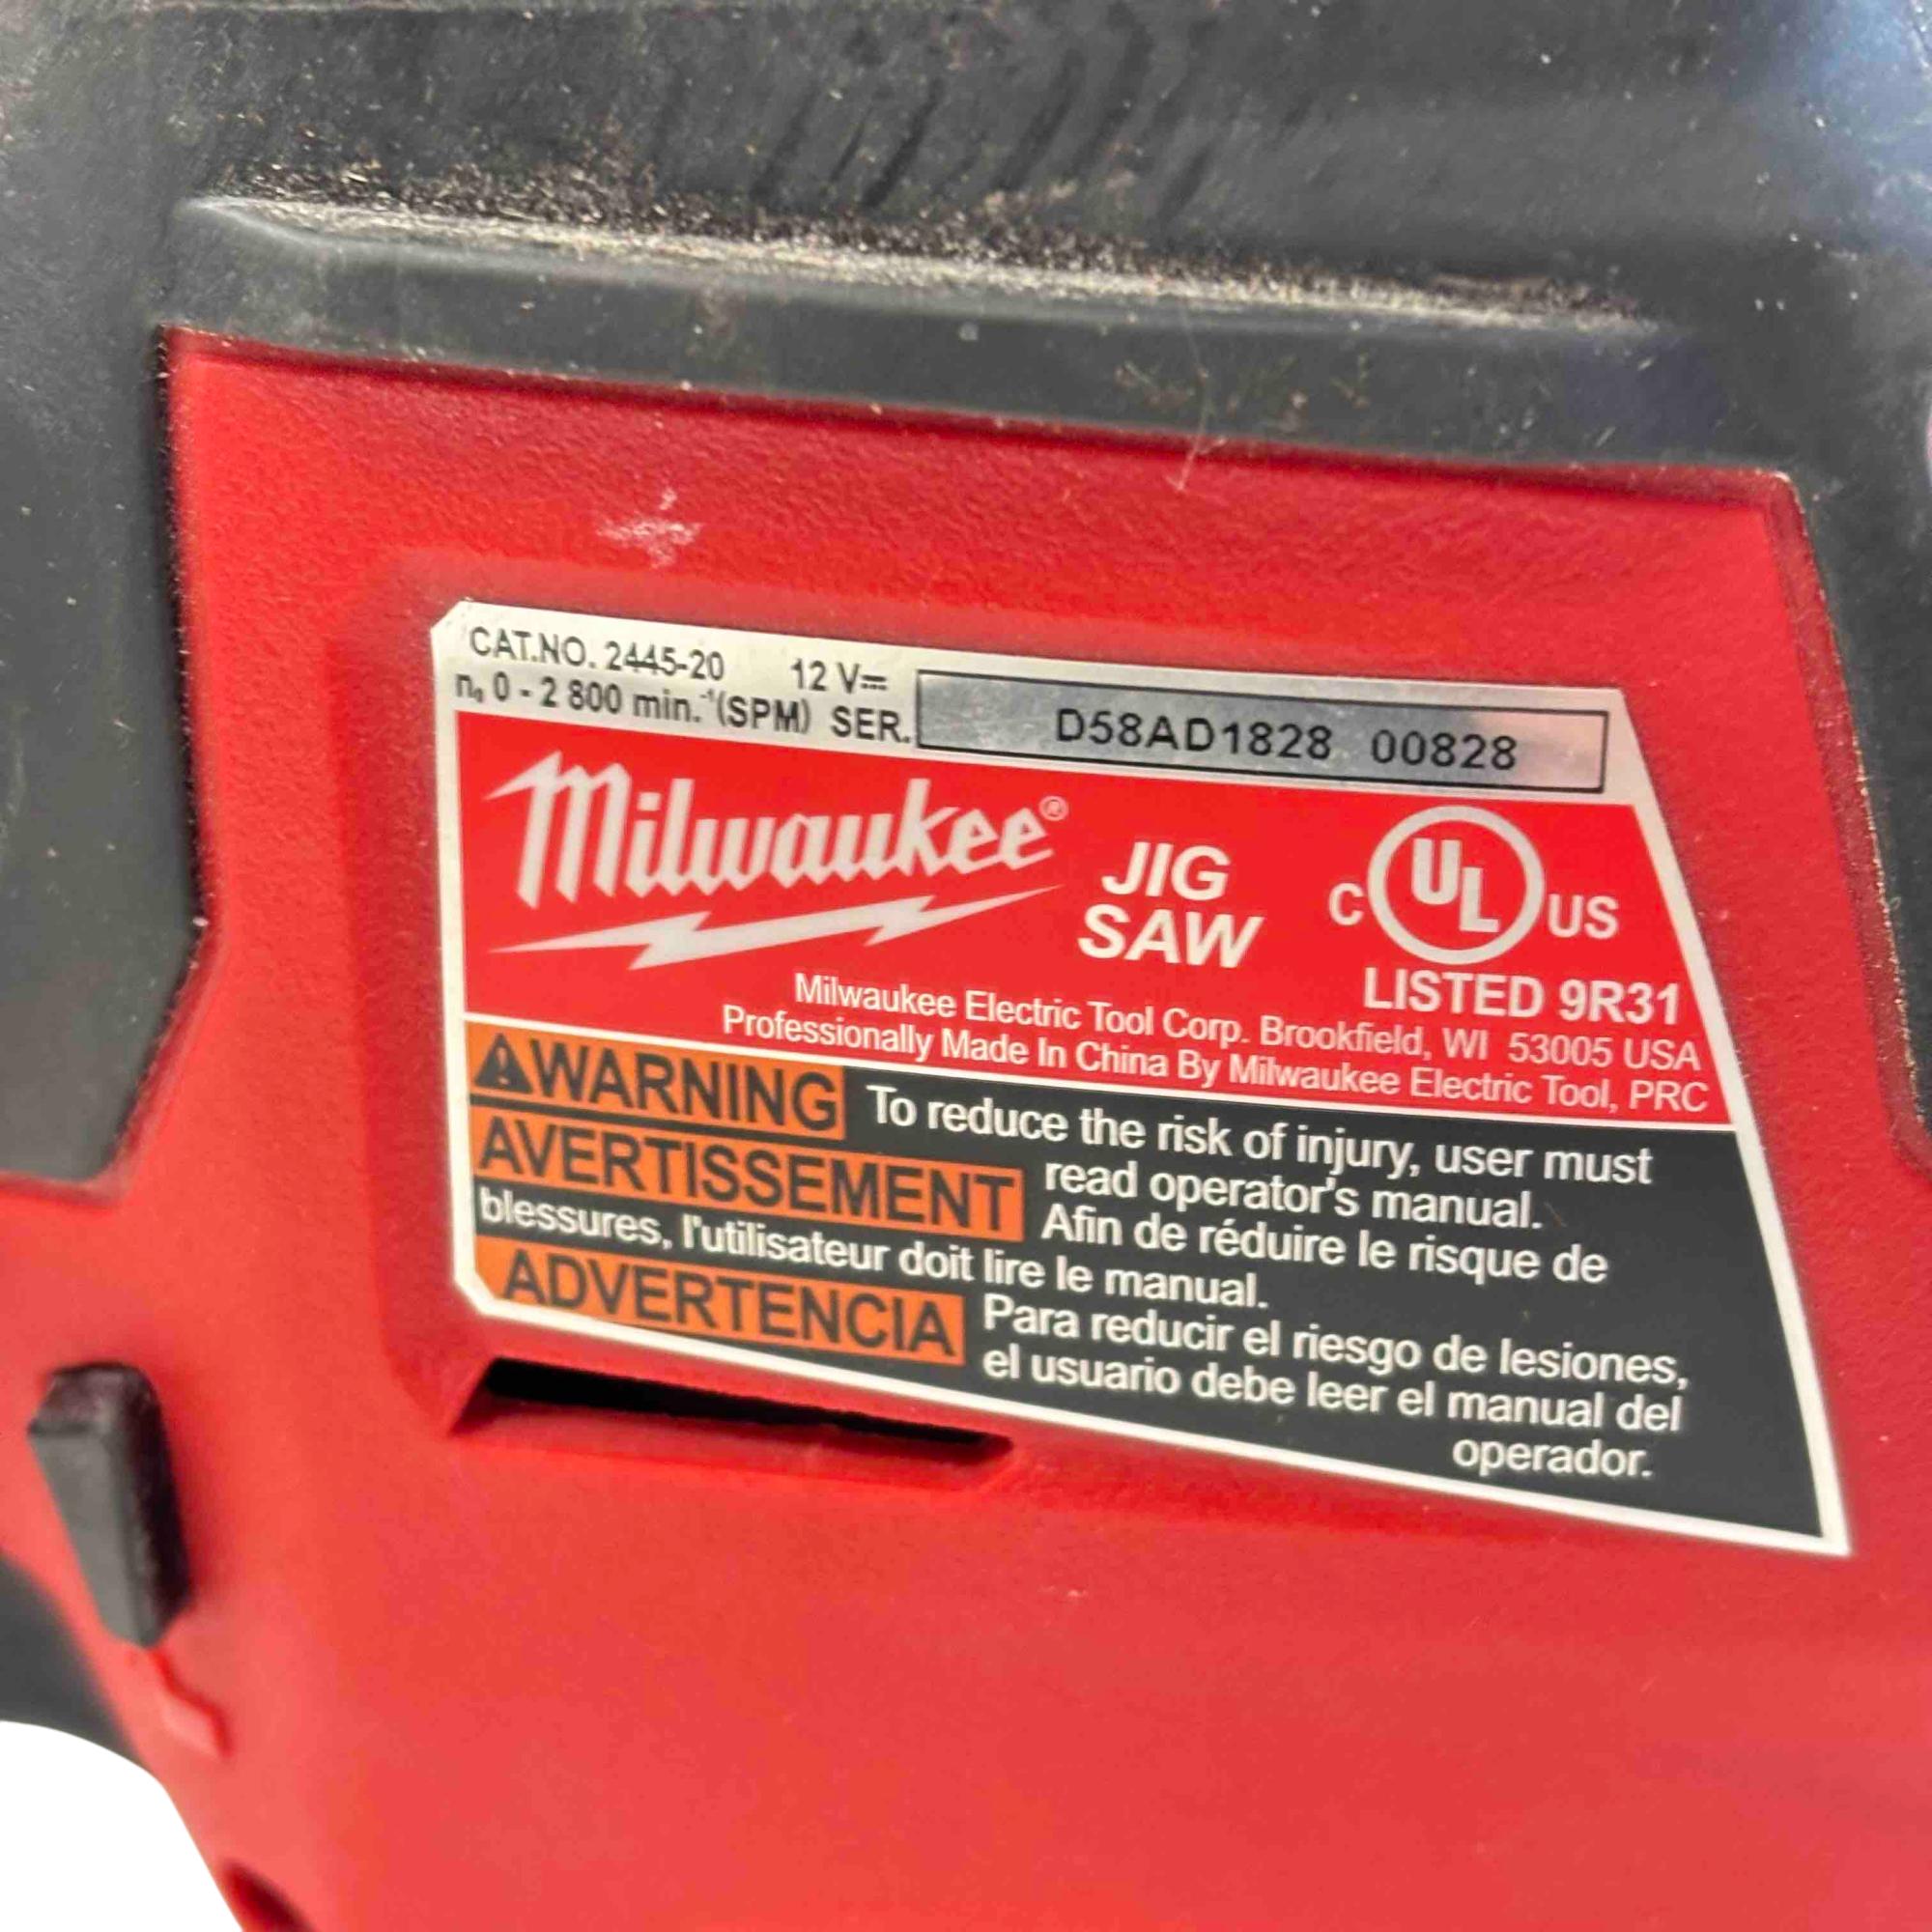 CAT.NO. 2445-20 12 V⎓
n₀ 0 - 2 800 min.⁻¹(SPM) SER. D58AD1828 00828
Milwaukee®
JIG
SAW
C UL US
LISTED 9R31
Milwaukee Electric Tool Corp. Brookfield, WI 53005 USA
Professionally Made In China By Milwaukee Electric Tool, PRC
⚠WARNING To reduce the risk of injury, user must
read operator's manual.
AVERTISSEMENT Afin de réduire le risque de
blessures, l'utilisateur doit lire le manual.
ADVERTENCIA Para reducir el riesgo de lesiones,
el usuario debe leer el manual del
operador.